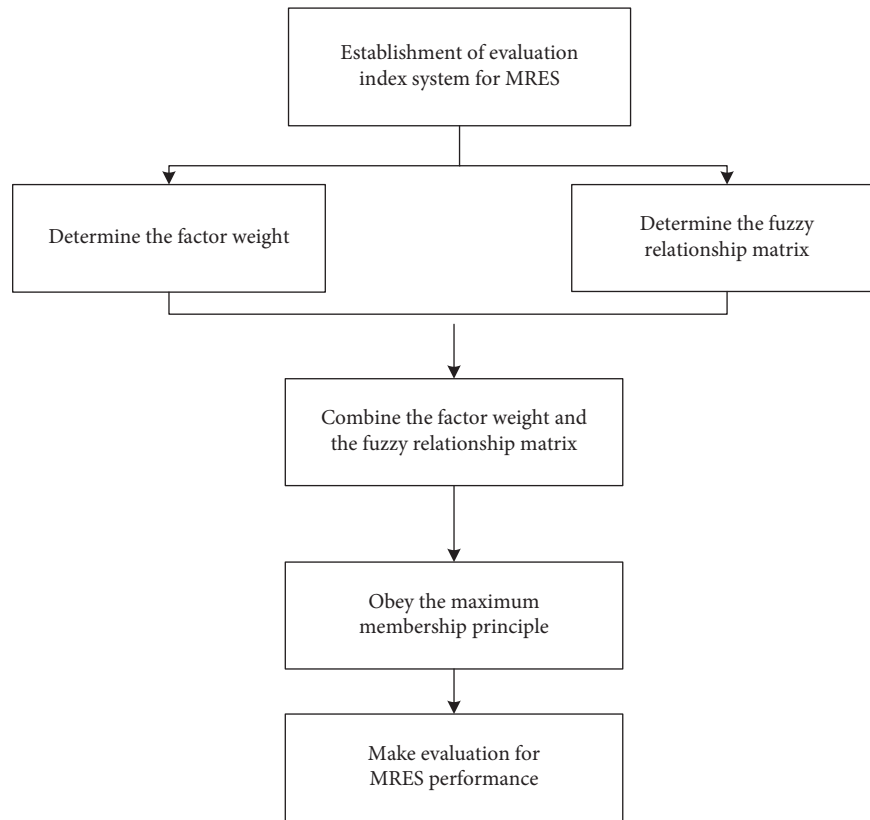 Establishment of evaluation
index system for MRES
Determine the factor weight
Determine the fuzzy
relationship matrix
Combine the factor weight and
the fuzzy relationship matrix
Obey the maximum
membership principle
Make evaluation for
MRES performance